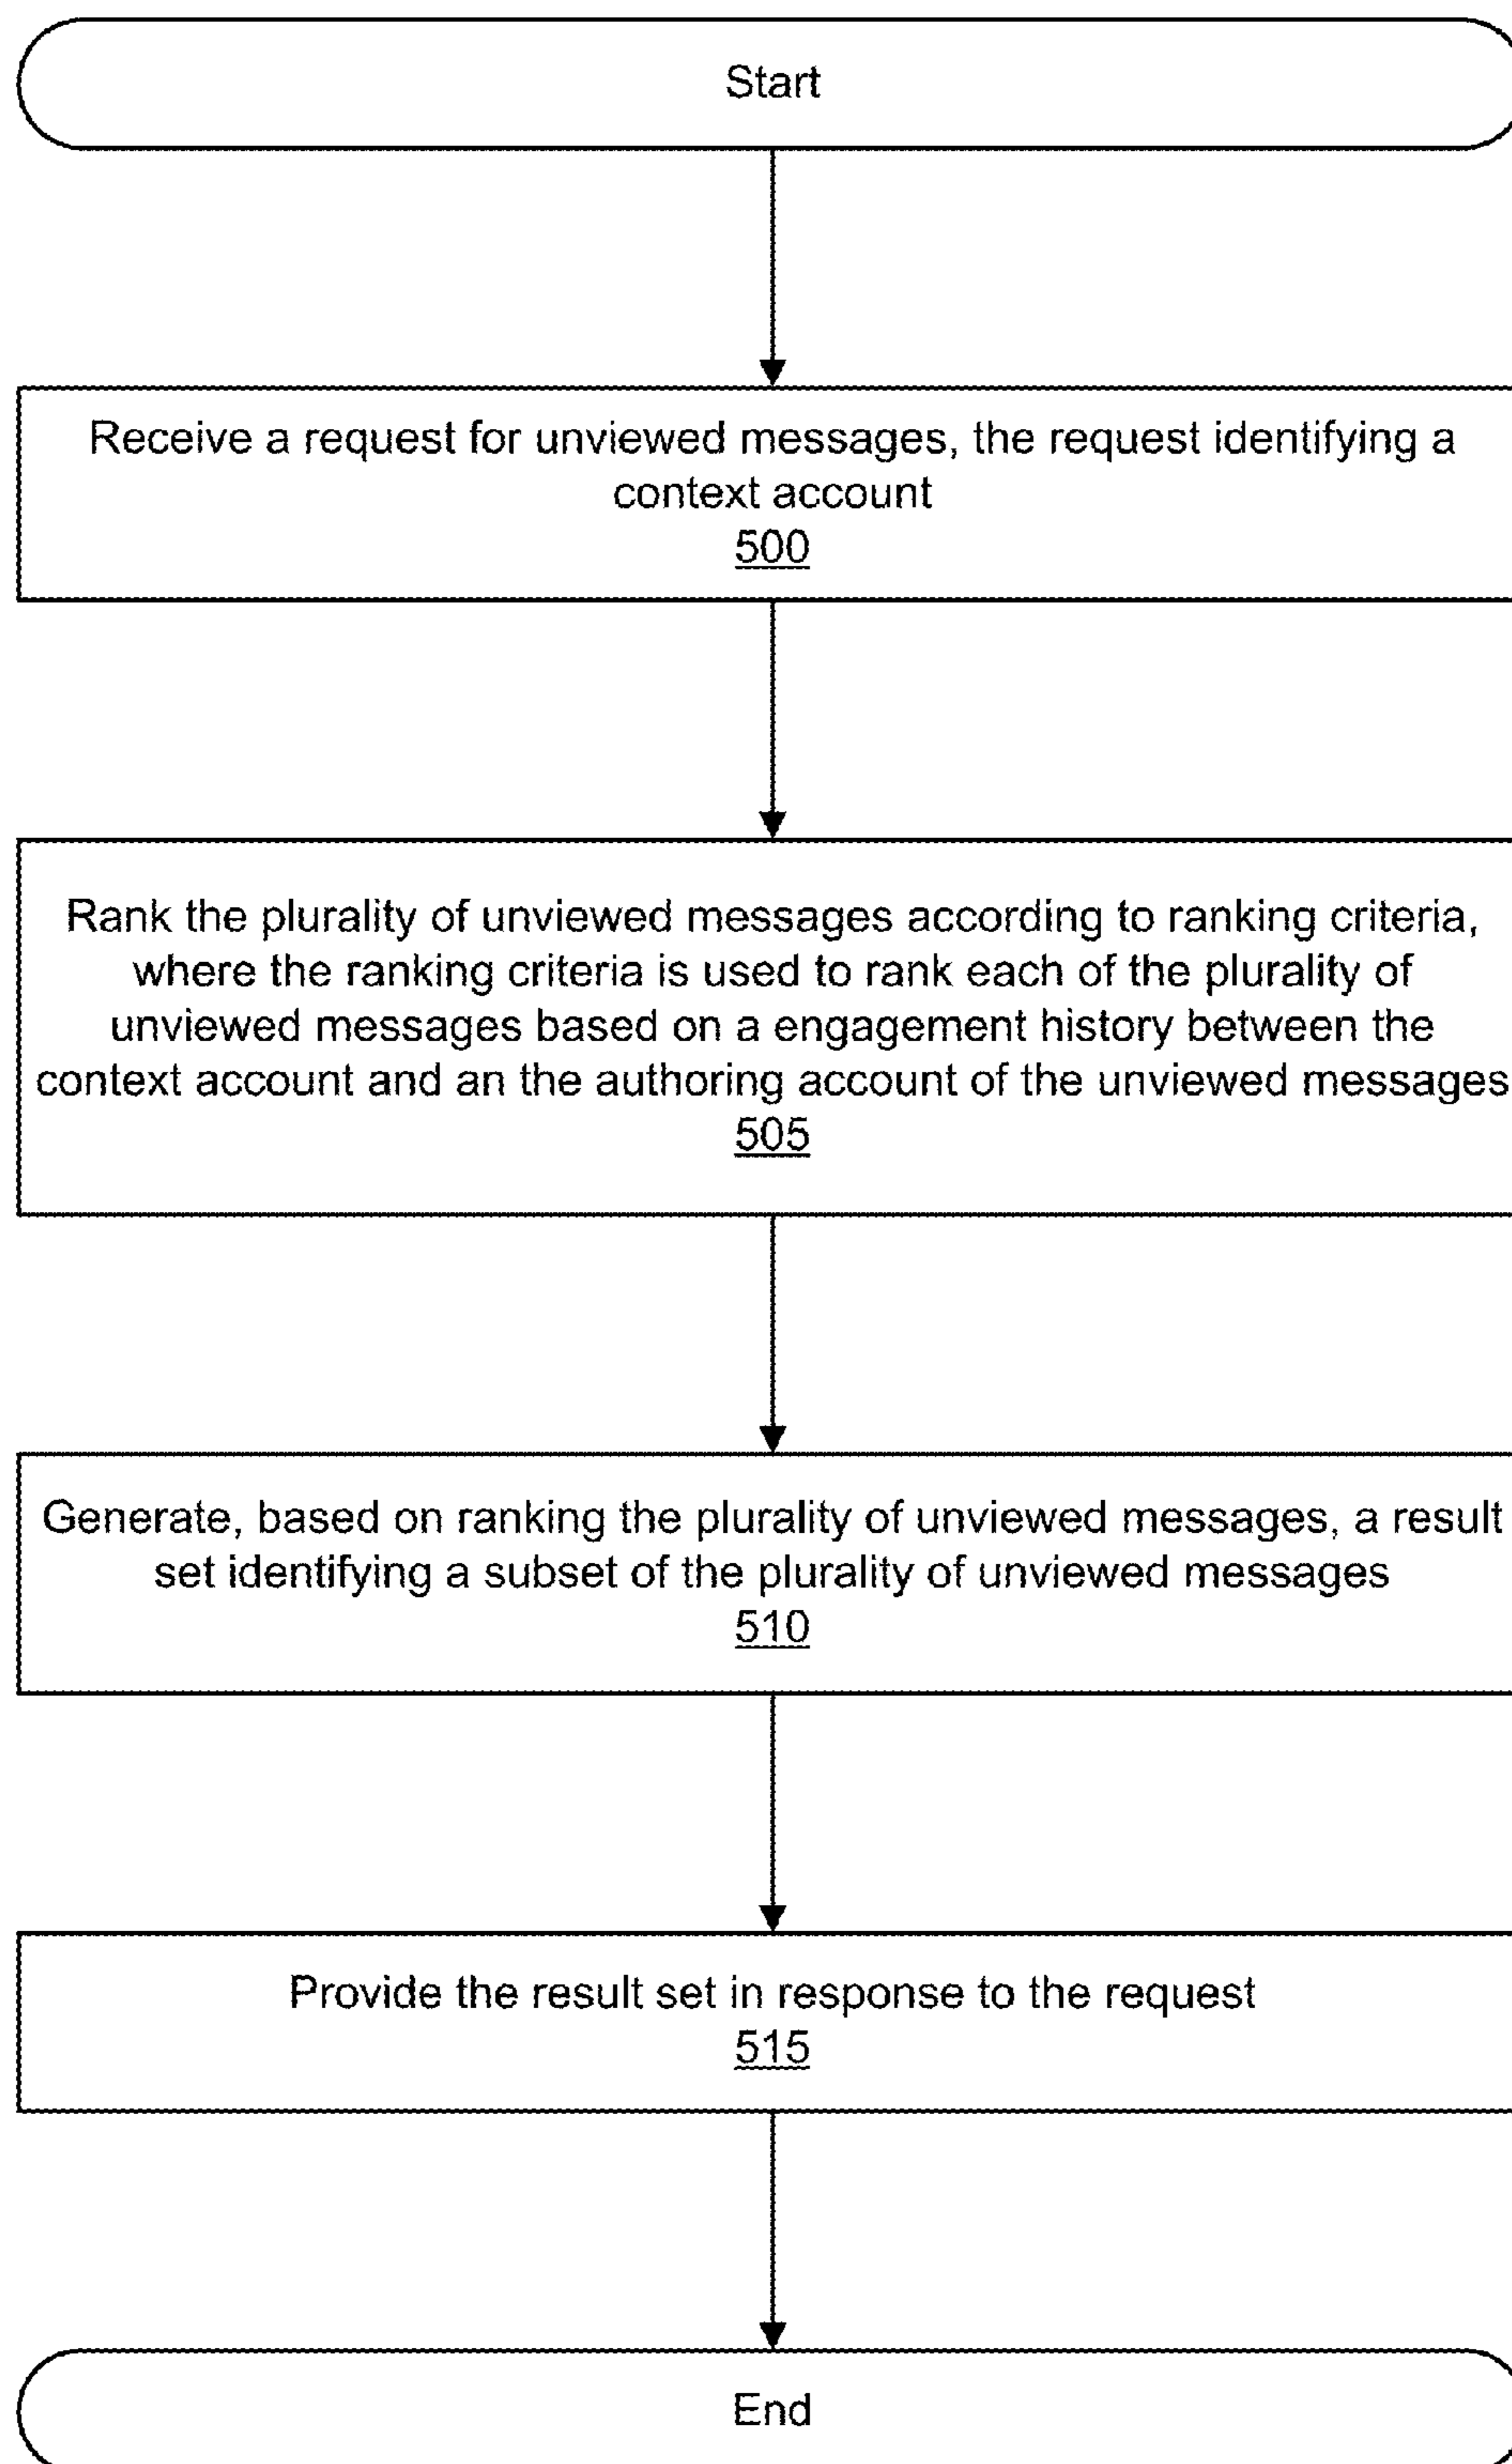 Start
Receive a request for unviewed messages, the request identifying a
context account
500
Rank the plurality of unviewed messages according to ranking criteria,
where the ranking criteria is used to rank each of the plurality of
unviewed messages based on a engagement history between the
context account and an the authoring account of the unviewed messages
505
Generate, based on ranking the plurality of unviewed messages, a result
set identifying a subset of the plurality of unviewed messages
510
Provide the result set in response to the request
515
End